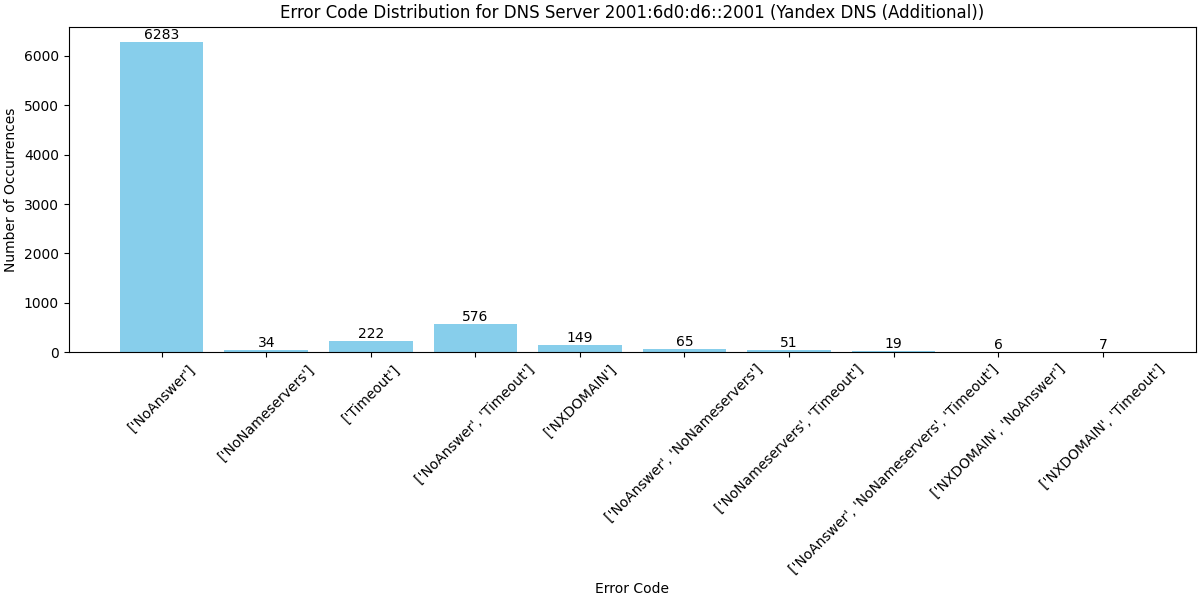 Error Code Distribution for DNS Server 2001:6d0:d6::2001 (Yandex DNS (Additional))
Number of Occurrences
6000
5000
4000
3000
2000
1000
0
6283
34
222
576
149
65
51
19
6
7
['NoAnswer']
['NoNameservers']
['Timeout']
['NoAnswer', 'Timeout']
['NXDOMAIN']
['NoAnswer', 'NoNameservers']
['NoNameservers', 'Timeout']
['NoAnswer', 'NoNameservers', 'Timeout']
['NXDOMAIN', 'NoAnswer']
['NXDOMAIN', 'Timeout']
Error Code